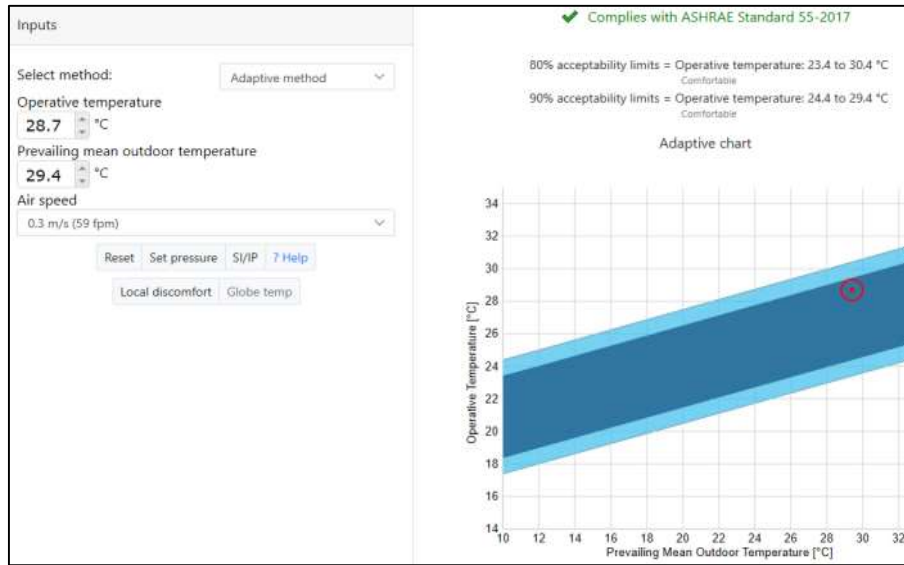 Inputs
Select method:
Adaptive method
Operative temperature
28.7 °C
Prevailing mean outdoor temperature
29.4 °C
Air speed
0.3 m/s (59 fpm)
Reset Set pressure SI/IP ? Help
Local discomfort Globe temp
✔ Complies with ASHRAE Standard 55-2017
80% acceptability limits = Operative temperature: 23.4 to 30.4 °C
Comfortable
90% acceptability limits = Operative temperature: 24.4 to 29.4 °C
Comfortable
Adaptive chart
Operative Temperature [°C]
34
32
30
28
26
24
22
20
18
16
14
10 12 14 16 18 20 22 24 26 28 30 32
Prevailing Mean Outdoor Temperature [°C]